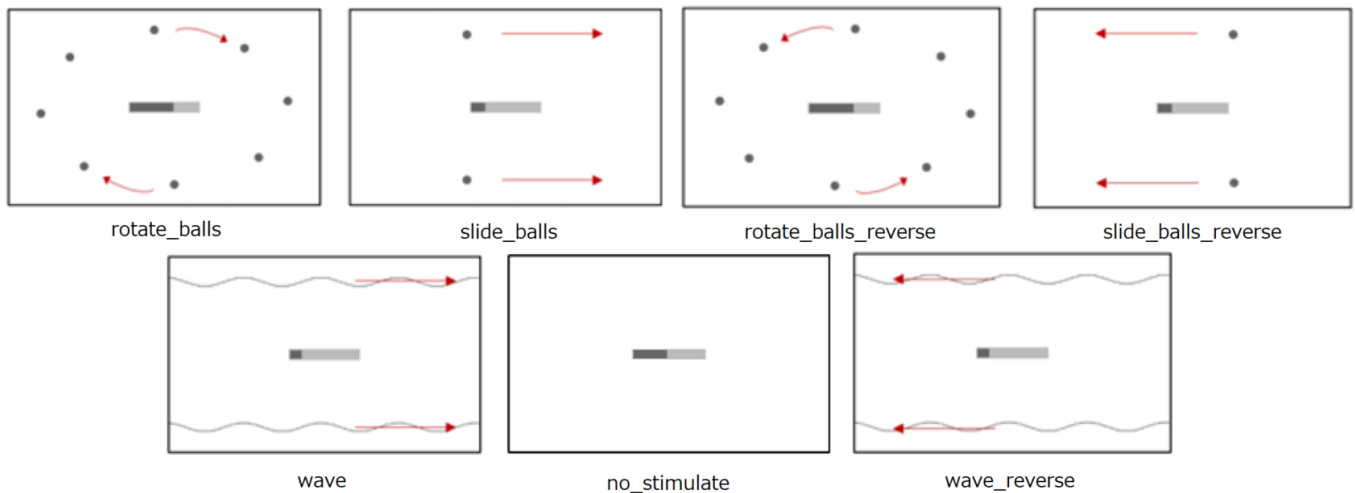 rotate_balls
slide_balls
rotate_balls_reverse
slide_balls_reverse
wave
no_stimulate
wave_reverse